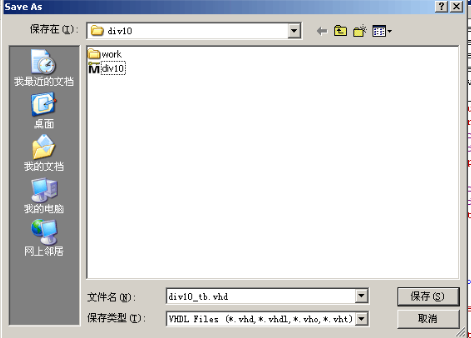 Save As
保存在(I):
div10
work
div10
我最近的文档
桌面
我的文档
我的电脑
网上邻居
文件名(N):
div10_tb.vhd
保存(S)
保存类型(T):
VHDL Files (*.vhd,*.vhdl,*.vho,*.vht)
取消